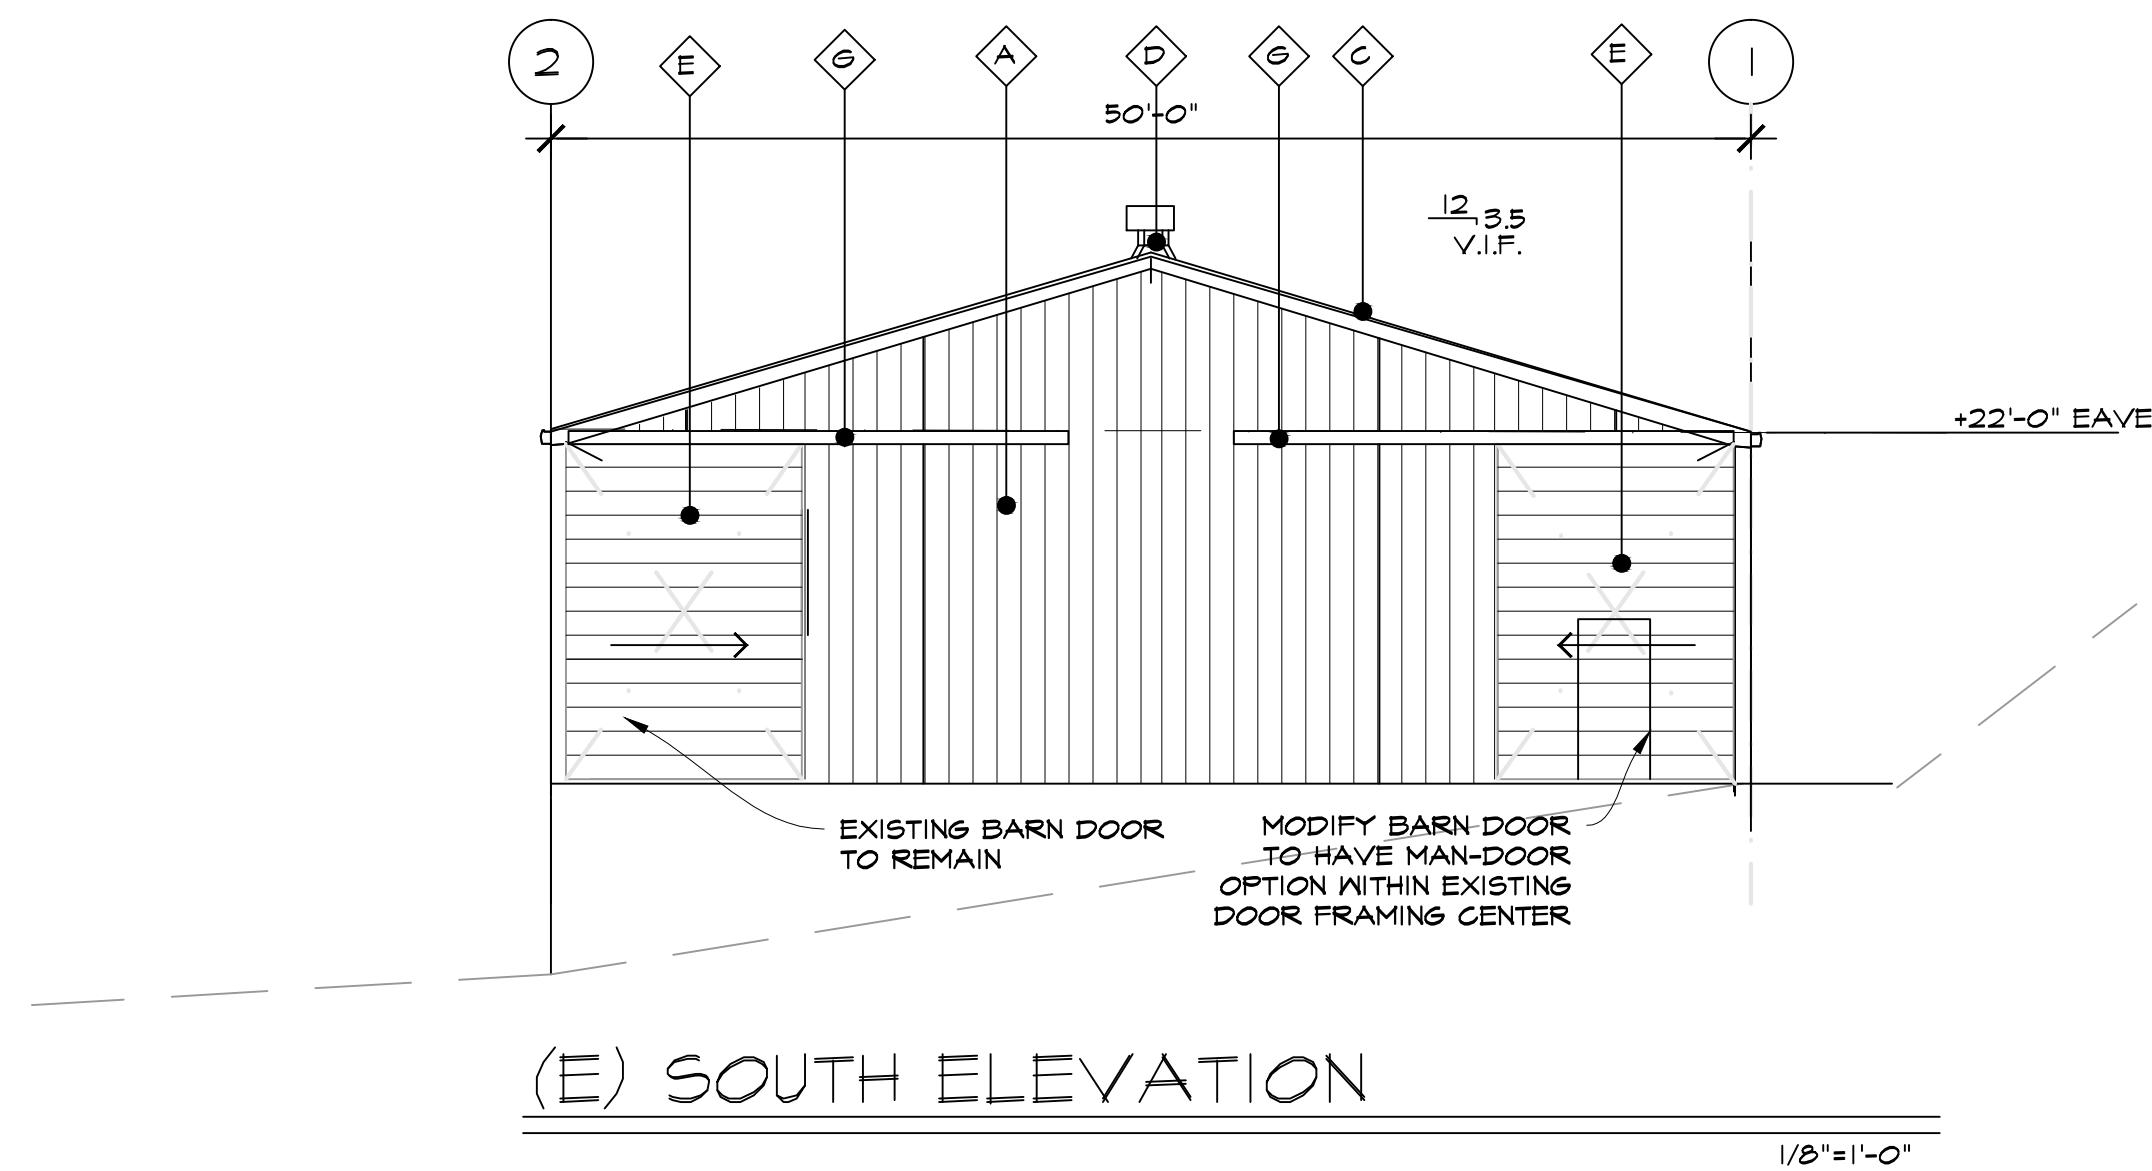 2
E
G
A
D
G
C
E
1
50'-0"
12
3.5
V.I.F.
+22'-0" EAVE
EXISTING BARN DOOR
TO REMAIN
MODIFY BARN DOOR
TO HAVE MAN-DOOR
OPTION WITHIN EXISTING
DOOR FRAMING CENTER
(E) SOUTH ELEVATION
1/8"=1'-0"